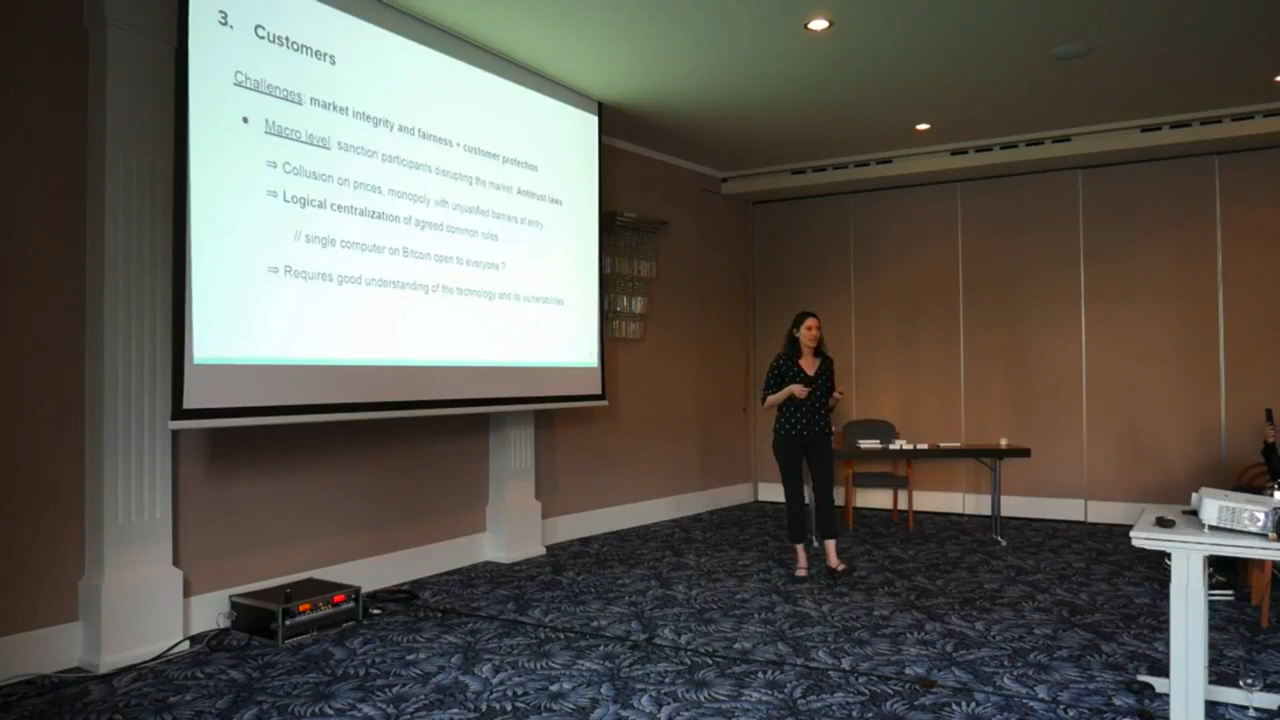 3. Customers
Challenges: market integrity and fairness + customer protection
• Macro level: sanction participants disrupting the market: Antitrust laws
⇒ Collusion on prices, monopoly with unjustified barriers at entry...
⇒ Logical centralization of agreed common rules
// single computer on Bitcoin open to everyone ?
⇒ Requires good understanding of the technology and its vulnerabilities